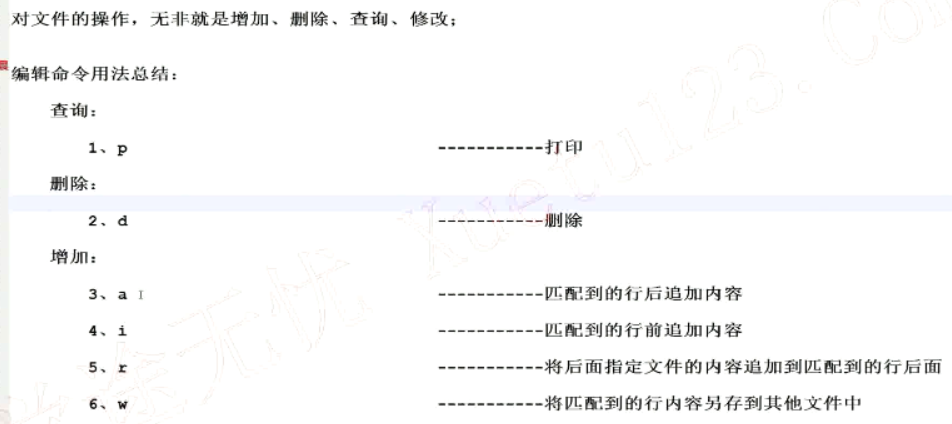 对文件的操作，无非就是增加、删除、查询、修改；
编辑命令用法总结：
查询：
1、p -----------打印
删除：
2、d -----------删除
增加：
3、a -----------匹配到的行后追加内容
4、i -----------匹配到的行前追加内容
5、r -----------将后面指定文件的内容追加到匹配到的行后面
6、w -----------将匹配到的行内容另存到其他文件中